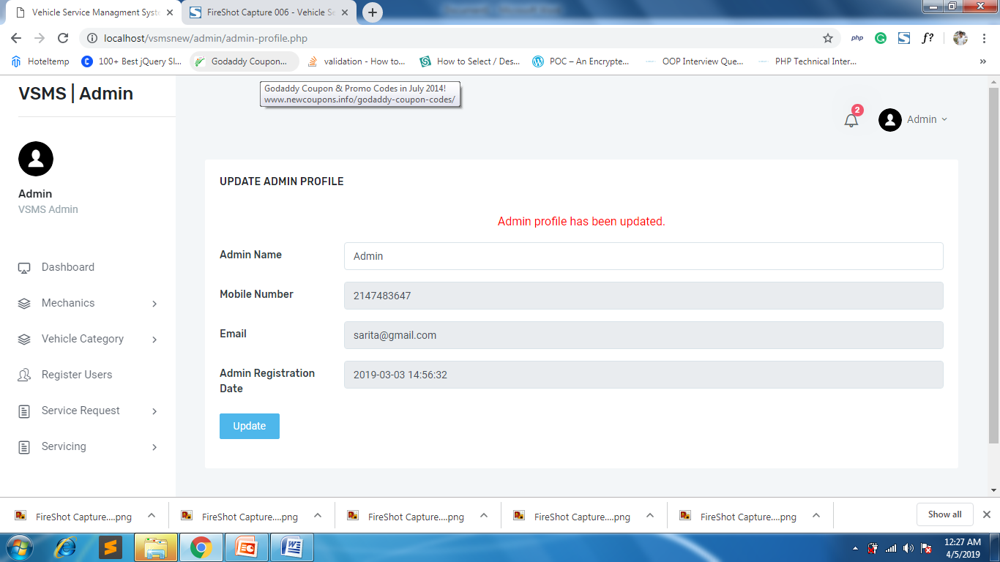 Vehicle Service Managment Syst
FireShot Capture 006 - Vehicle Se
localhost/vsmsnew/admin/admin-profile.php
php
f?
Hoteltemp
100+ Best jQuery Sl...
Godaddy Coupon...
validation - How to...
How to Select / Des...
POC – An Encrypte...
OOP Interview Que...
PHP Technical Inter...
»
VSMS | Admin
Godaddy Coupon & Promo Codes in July 2014!
www.newcoupons.info/godaddy-coupon-codes/
2
Admin
Admin
VSMS Admin
Dashboard
Mechanics
Vehicle Category
Register Users
Service Request
Servicing
UPDATE ADMIN PROFILE
Admin profile has been updated.
Admin Name
Admin
Mobile Number
2147483647
Email
sarita@gmail.com
Admin Registration
Date
2019-03-03 14:56:32
Update
FireShot Capture....png
FireShot Capture....png
FireShot Capture....png
FireShot Capture....png
FireShot Capture....png
Show all
12:27 AM
4/5/2019